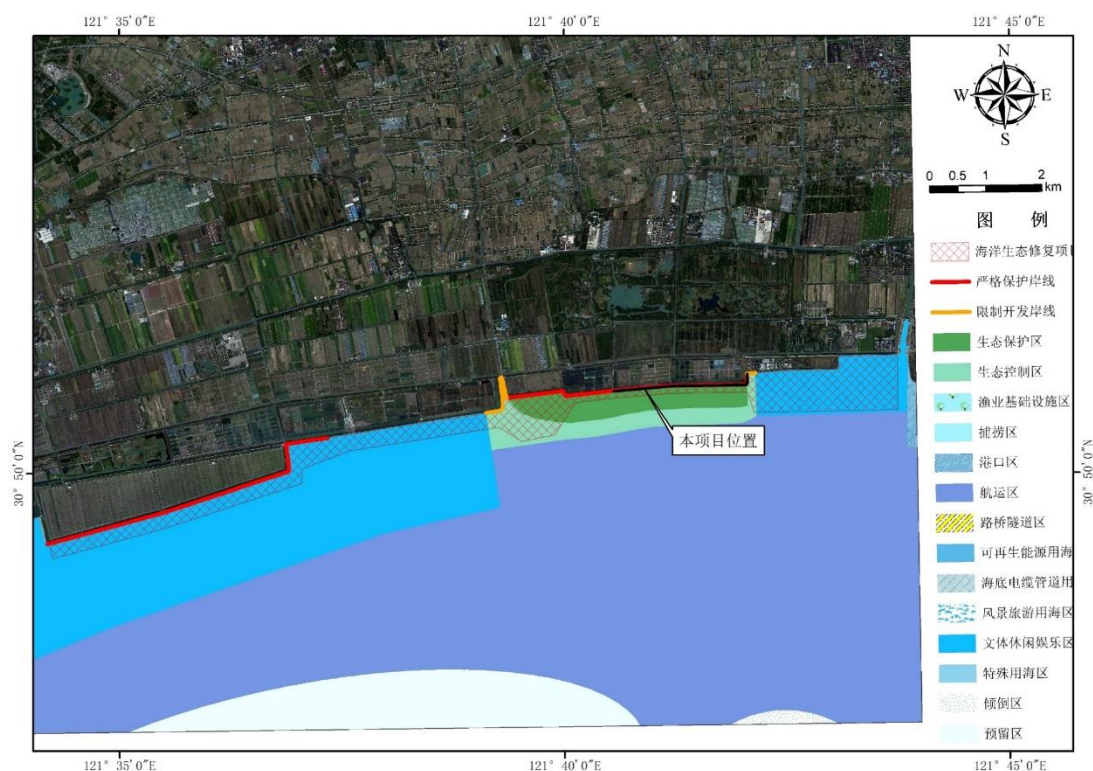 121° 35′ 0″E
121° 40′ 0″E
121° 45′ 0″E
N
W
E
S
0 0.5 1 2
km
图 例
海洋生态修复项目
严格保护岸线
限制开发岸线
生态保护区
生态控制区
渔业基础设施区
捕捞区
港口区
航运区
路桥隧道区
可再生能源用海
海底电缆管道用
风景旅游用海区
文体休闲娱乐区
特殊用海区
倾倒区
预留区
本项目位置
30° 50′ 0″N
30° 50′ 0″N
121° 35′ 0″E
121° 40′ 0″E
121° 45′ 0″E